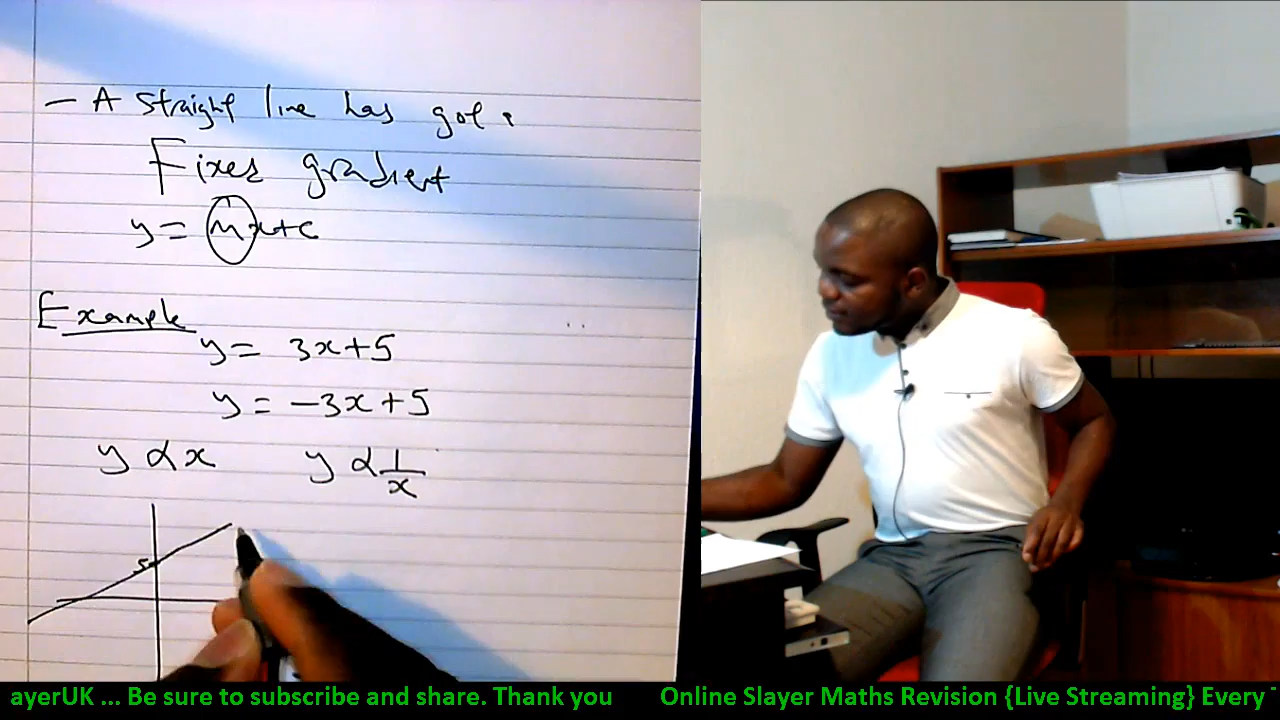 – A straight line has got
Fixed gradient
y = mx+c
Example
y = 3x+5
y = -3x+5
y ∝ x y ∝ 1/x
5
ayerUK ... Be sure to subscribe and share. Thank you Online Slayer Maths Revision {Live Streaming} Every